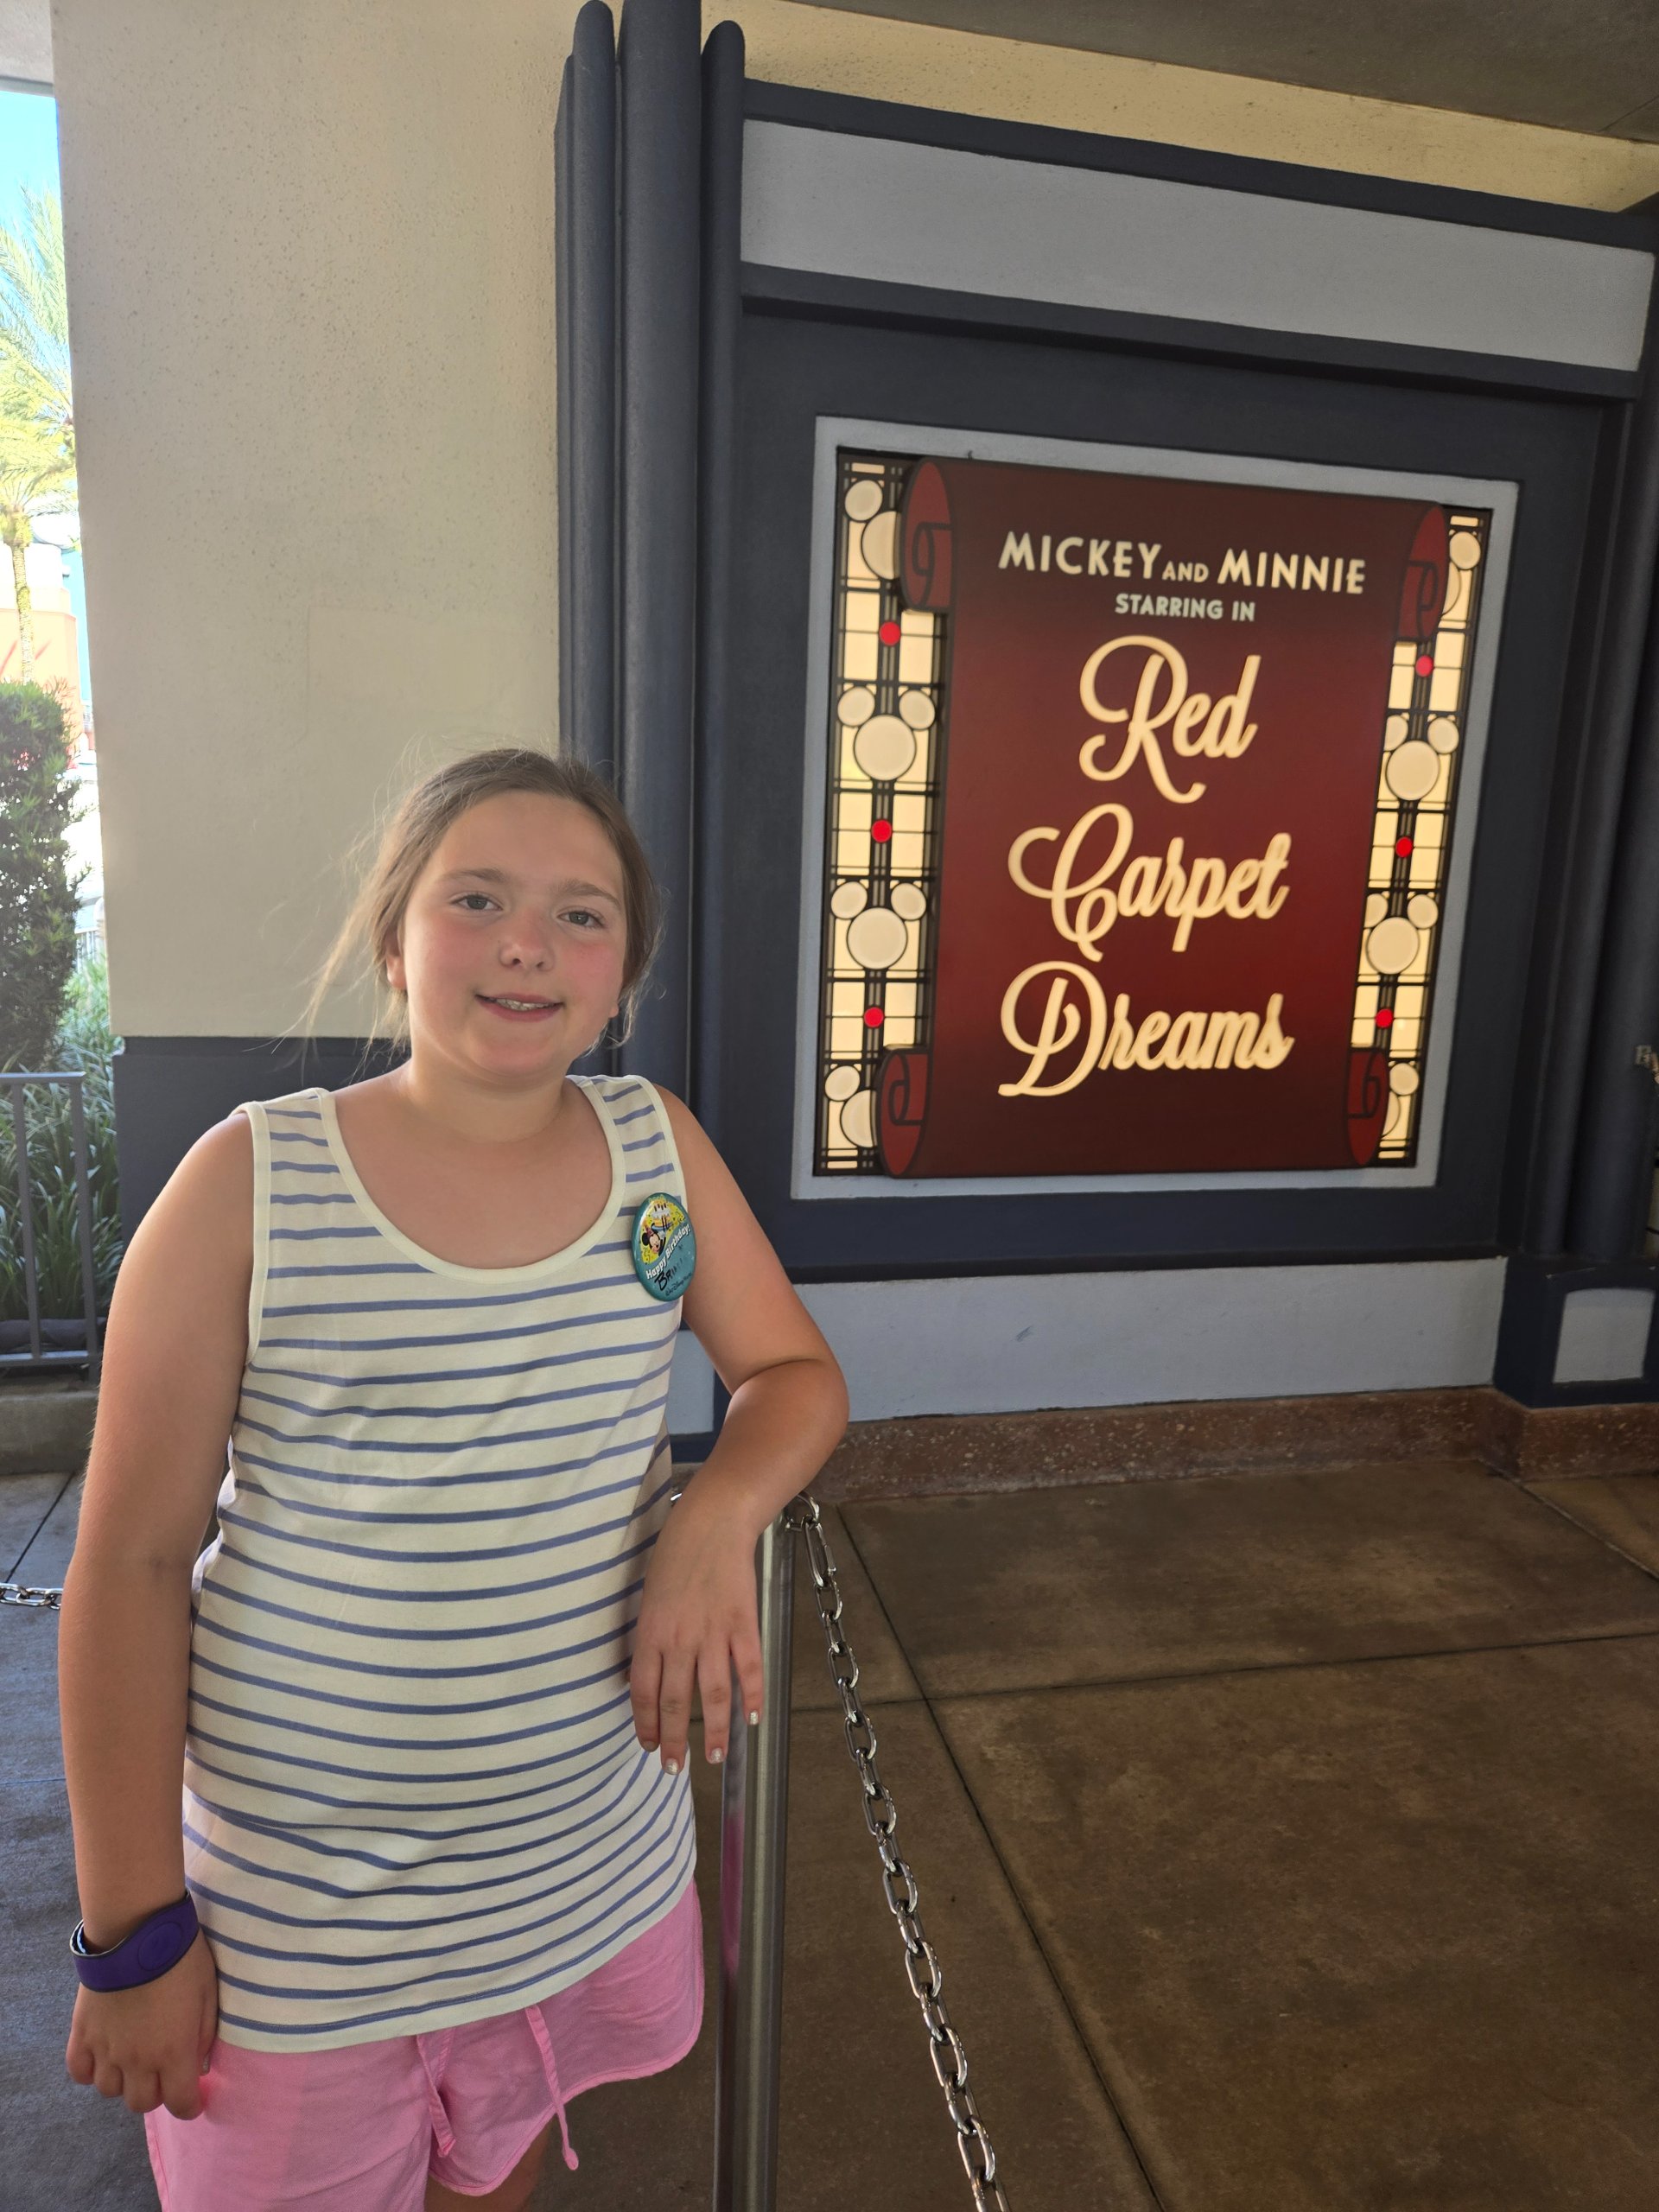 MICKEY AND MINNIE
STARRING IN
Red
Carpet
Dreams
Happy Birthday!